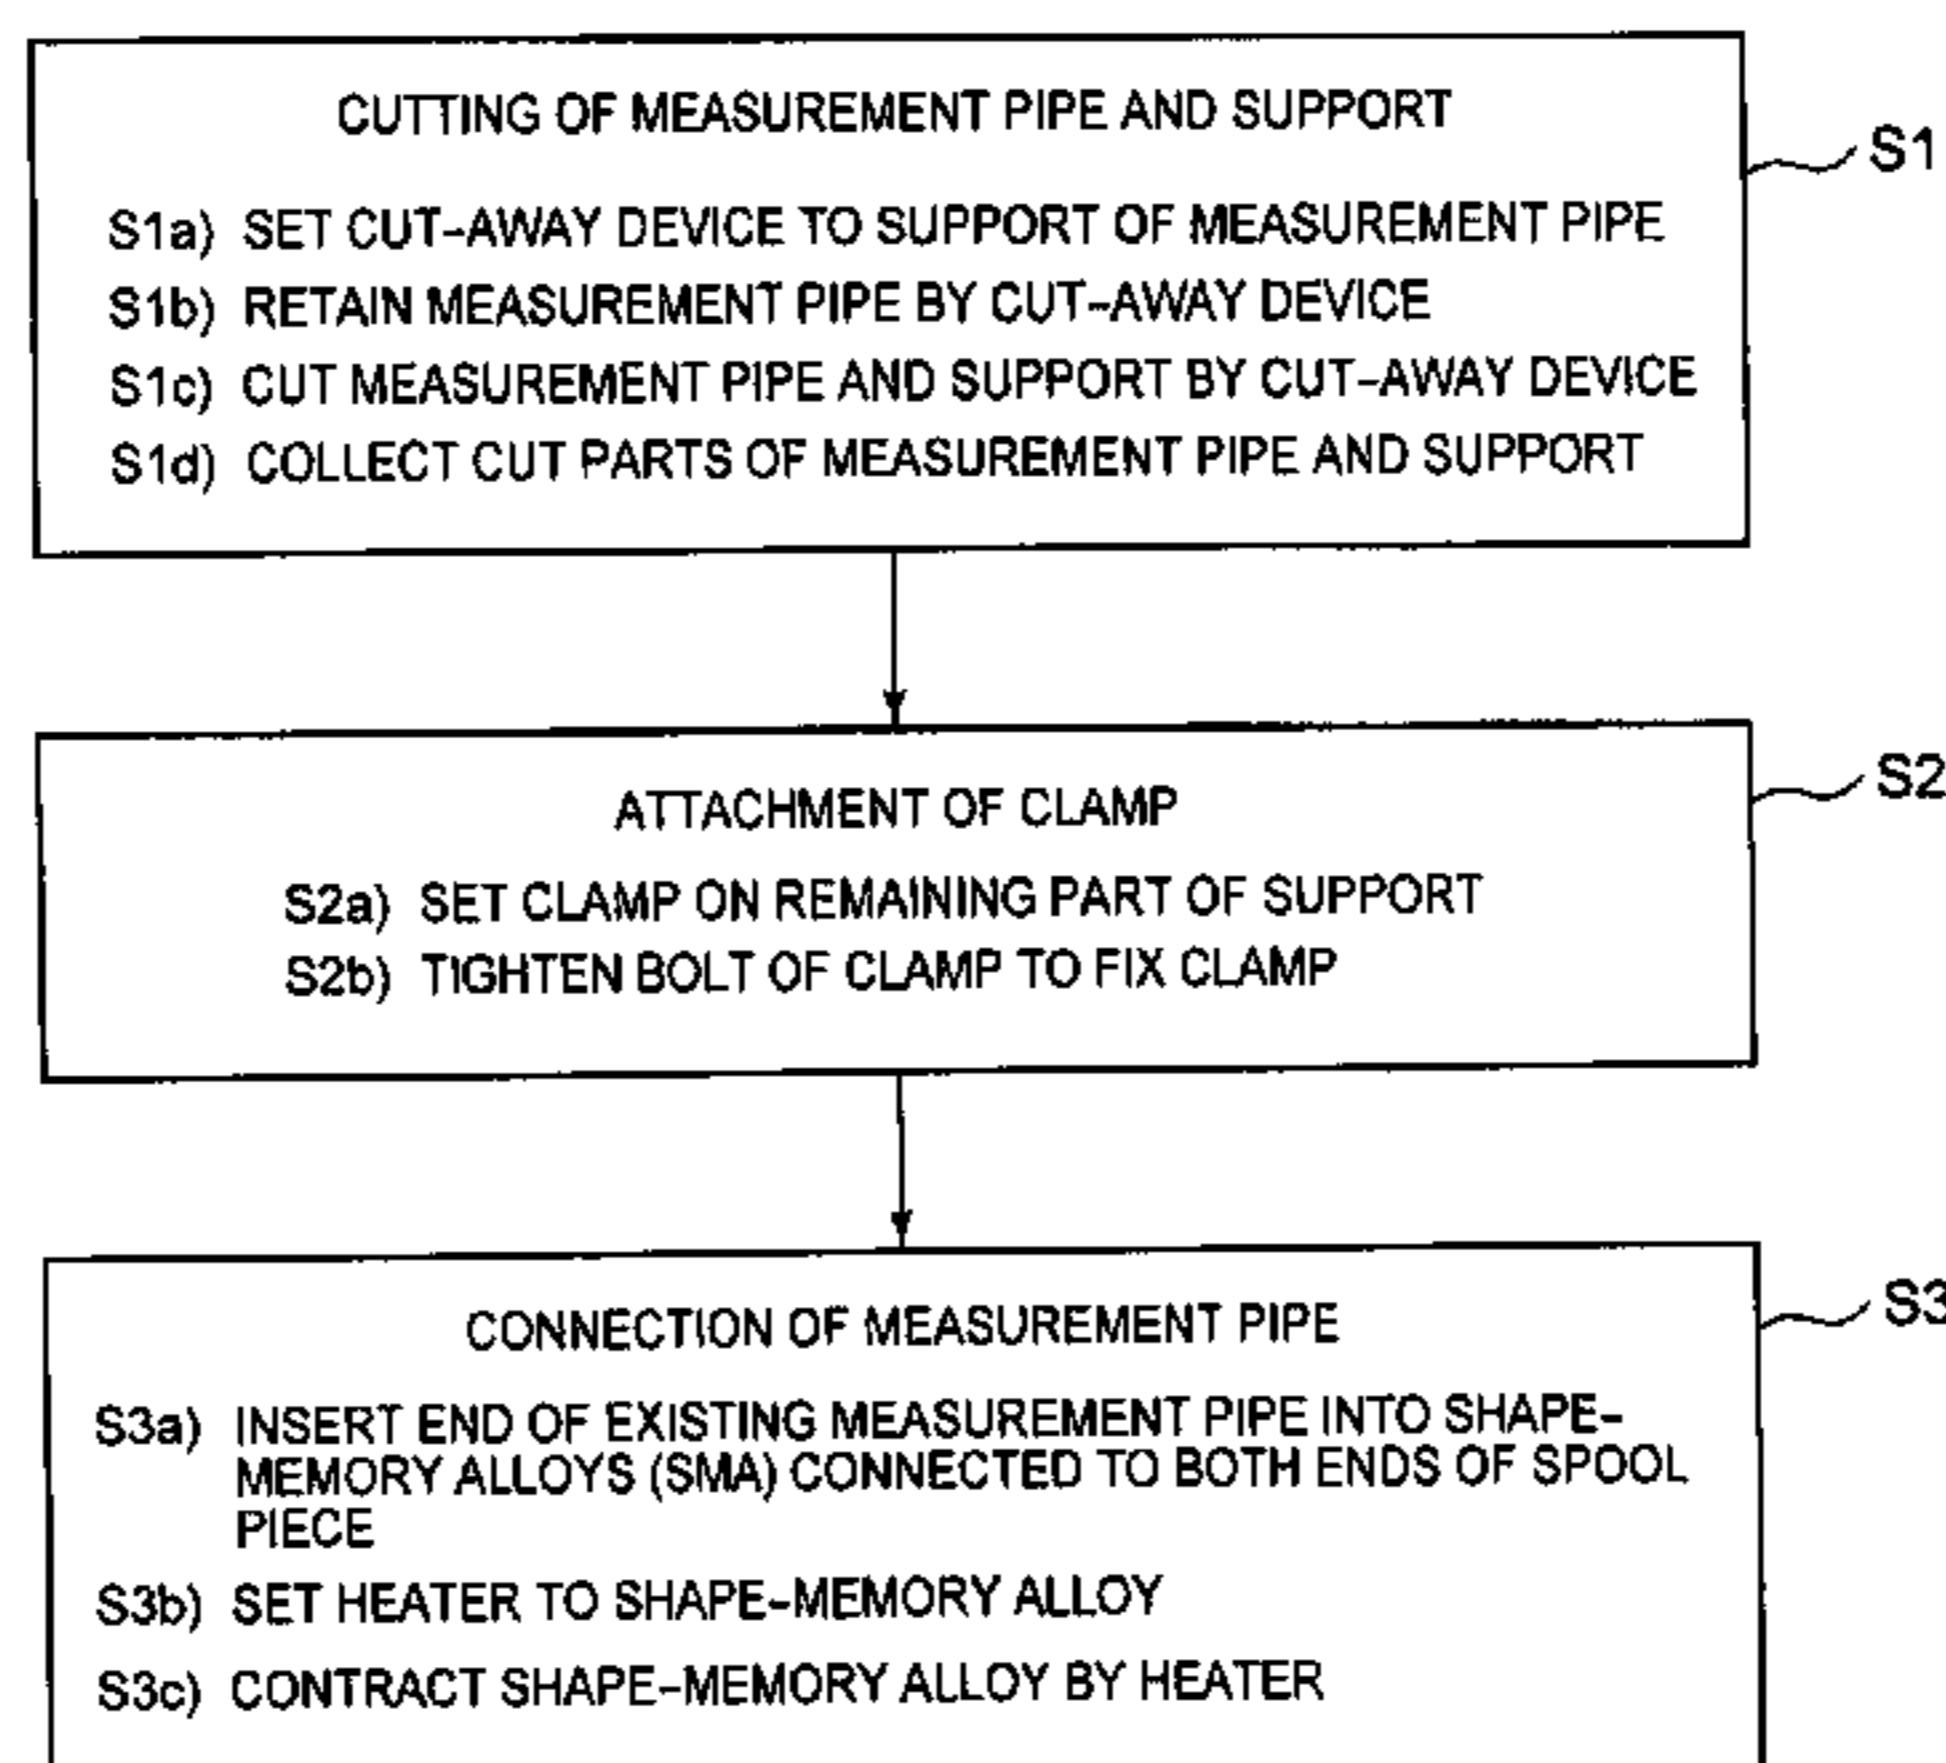 CUTTING OF MEASUREMENT PIPE AND SUPPORT
S1
S1a) SET CUT-AWAY DEVICE TO SUPPORT OF MEASUREMENT PIPE
S1b) RETAIN MEASUREMENT PIPE BY CUT-AWAY DEVICE
S1c) CUT MEASUREMENT PIPE AND SUPPORT BY CUT-AWAY DEVICE
S1d) COLLECT CUT PARTS OF MEASUREMENT PIPE AND SUPPORT
S2
ATTACHMENT OF CLAMP
S2a) SET CLAMP ON REMAINING PART OF SUPPORT
S2b) TIGHTEN BOLT OF CLAMP TO FIX CLAMP
S3
CONNECTION OF MEASUREMENT PIPE
S3a) INSERT END OF EXISTING MEASUREMENT PIPE INTO SHAPE-
MEMORY ALLOYS (SMA) CONNECTED TO BOTH ENDS OF SPOOL
PIECE
S3b) SET HEATER TO SHAPE-MEMORY ALLOY
S3c) CONTRACT SHAPE-MEMORY ALLOY BY HEATER